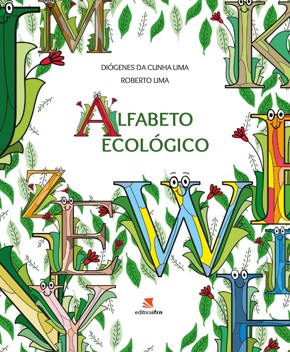 M
K
DIÓGENES DA CUNHA LIMA
ROBERTO LIMA
ALFABETO
ECOLÓGICO
Z
E
W
V
editoraifrn